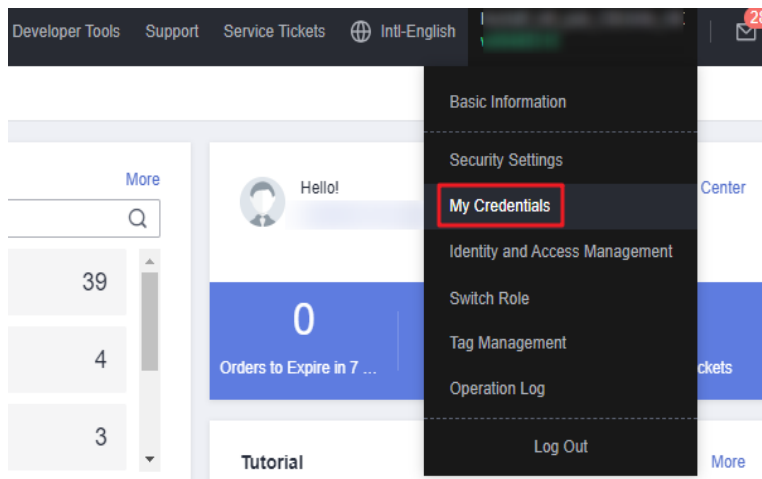 Developer Tools Support Service Tickets Intl-English
28
Basic Information
Security Settings
More
Hello!
My Credentials
Center
Identity and Access Management
39
Switch Role
0
Tag Management
4
Orders to Expire in 7 ...
ckets
Operation Log
3
Log Out
Tutorial
More